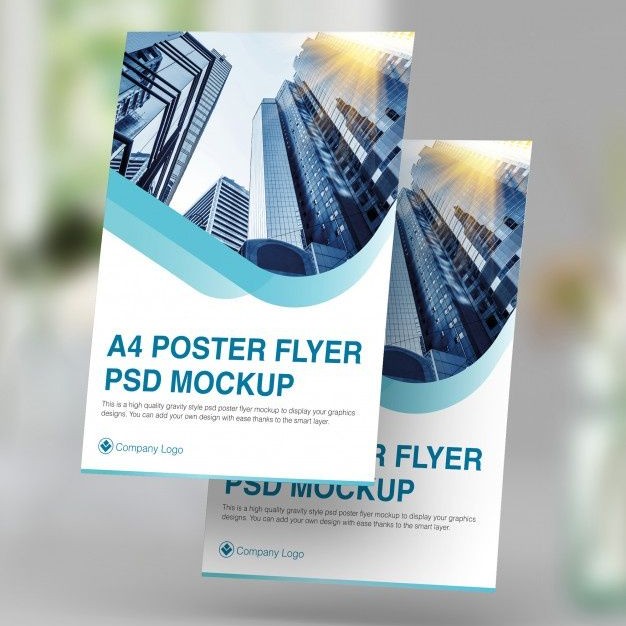 A4 POSTER FLYER
PSD MOCKUP
This is a high quality gravity style psd poster flyer mockup to display your graphics
designs. You can add your own design with ease thanks to the smart layer.
Company Logo
R FLYER
PSD MOCKUP
This is a high quality gravity style psd poster flyer mockup to display your graphics
designs. You can add your own design with ease thanks to the smart layer.
Company Logo